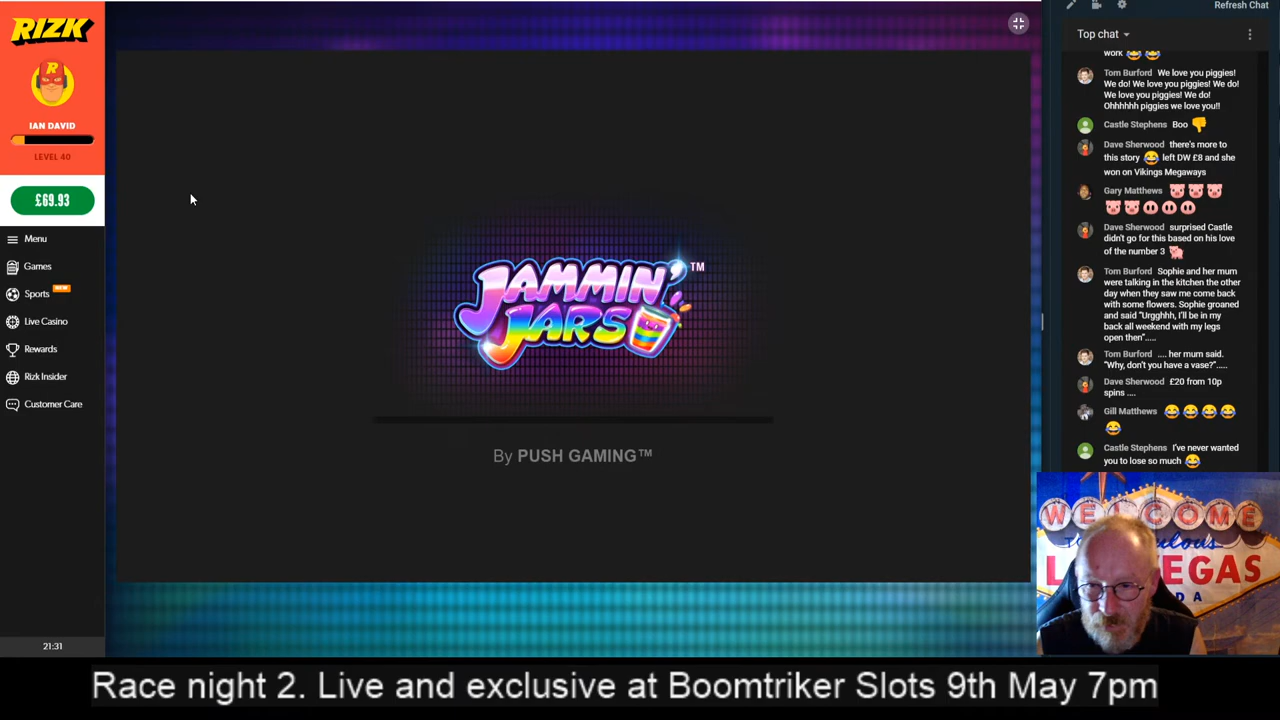 RIZK
R
IAN DAVID
LEVEL 40
£69.93
Menu
Games
Sports NEW
Live Casino
Rewards
Rizk Insider
Customer Care
21:31
JAMMIN' JARS™
By PUSH GAMING™
Refresh Chat
Top chat
work
Tom Burford We love you piggies!
We do! We love you piggies! We do!
We love you piggies! We do!
Ohhhhhh piggies we love you!!
Castle Stephens Boo
Dave Sherwood there's more to
this story 😂 left DW £8 and she
won on Vikings Megaways
Gary Matthews
Dave Sherwood surprised Castle
didn't go for this based on his love
of the number 3
Tom Burford Sophie and her mum
were talking in the kitchen the other
day when they saw me come back
with some flowers. Sophie groaned
and said "Urgghhh, I'll be in my
back all weekend with my legs
open then".....
Tom Burford .... her mum said.
"Why, don't you have a vase?".....
Dave Sherwood £20 from 10p
spins ....
Gill Matthews
Castle Stephens I've never wanted
you to lose so much
WELCOME
Race night 2. Live and exclusive at Boomtriker Slots 9th May 7pm